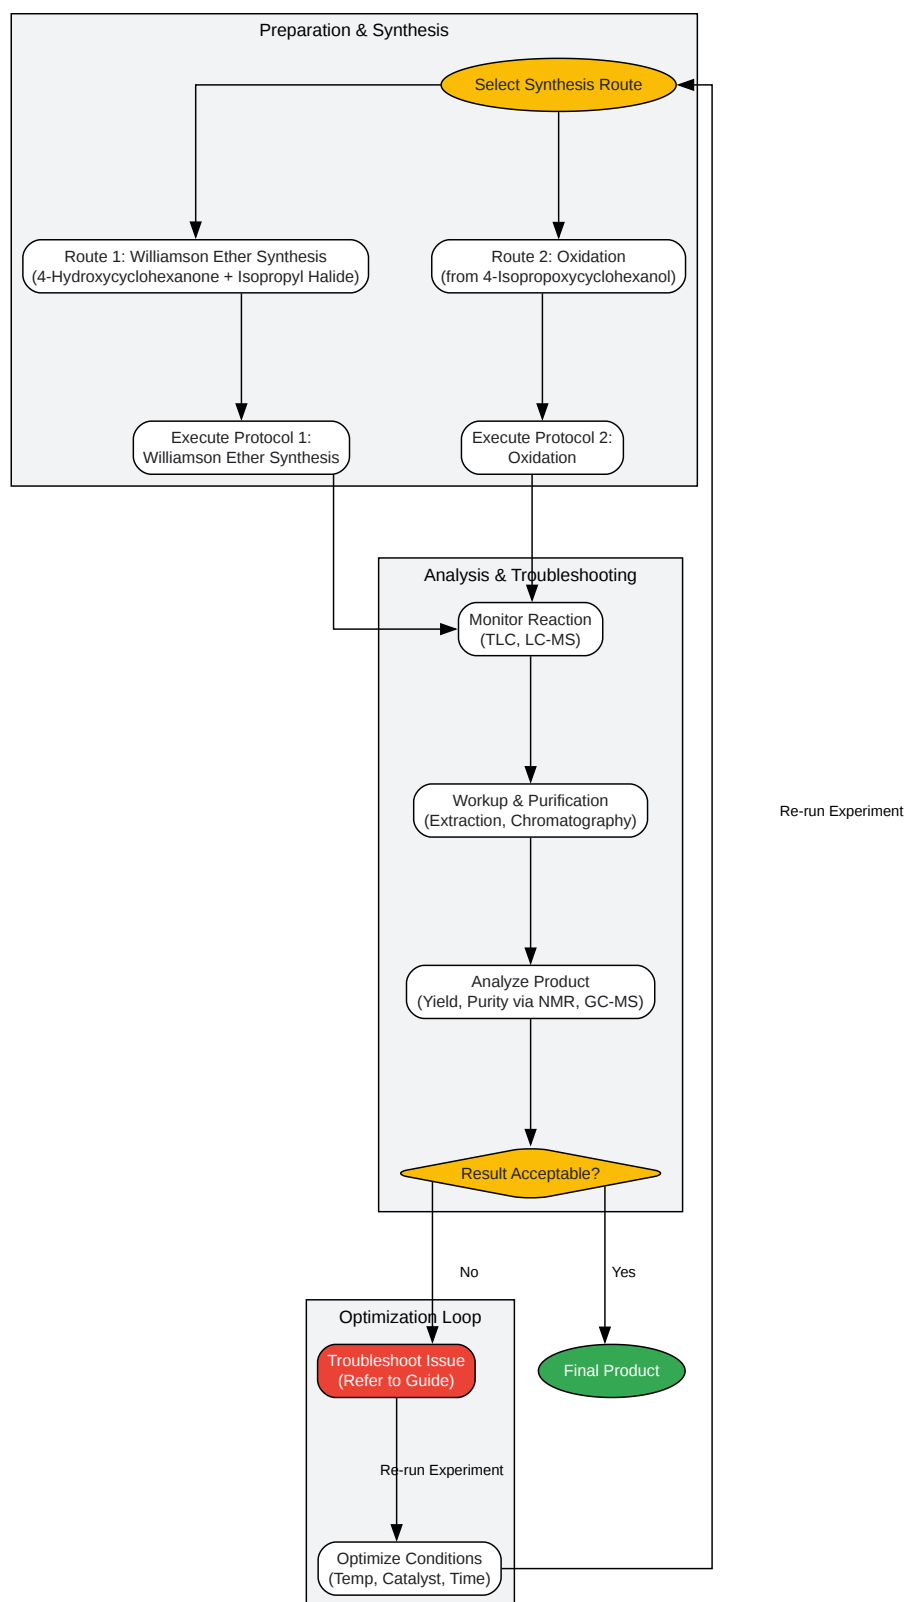 Preparation & Synthesis
Select Synthesis Route
Route 1: Williamson Ether Synthesis
(4-Hydroxycyclohexanone + Isopropyl Halide)
Route 2: Oxidation
(from 4-Isopropoxycyclohexanol)
Execute Protocol 1:
Williamson Ether Synthesis
Execute Protocol 2:
Oxidation
Analysis & Troubleshooting
Monitor Reaction
(TLC, LC-MS)
Workup & Purification
(Extraction, Chromatography)
Re-run Experiment
Analyze Product
(Yield, Purity via NMR, GC-MS)
Result Acceptable?
No
Yes
Optimization Loop
Troubleshoot Issue
(Refer to Guide)
Final Product
Re-run Experiment
Optimize Conditions
(Temp, Catalyst, Time)